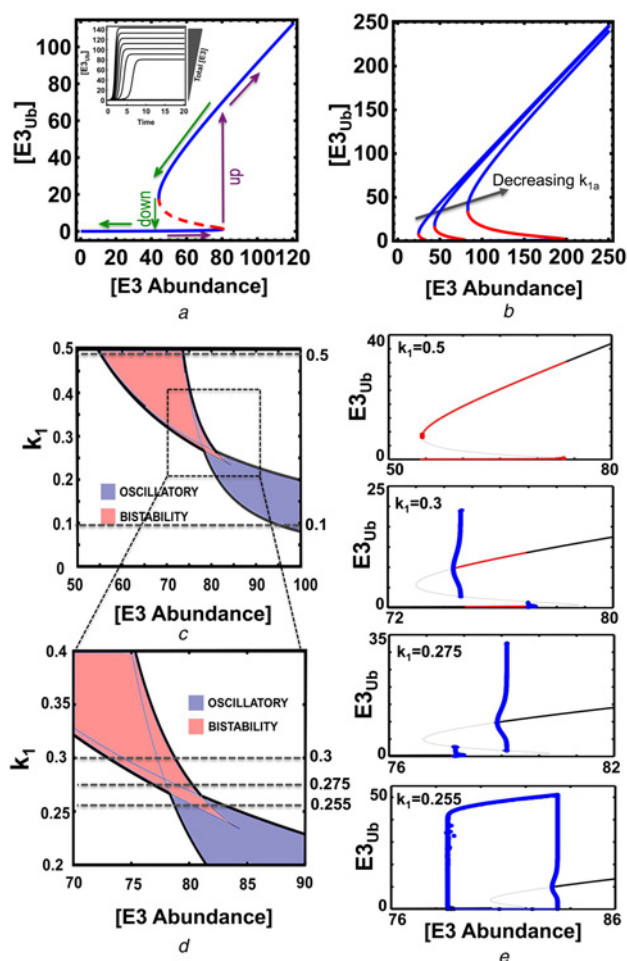 100
80
60
40
20
0
[E3Ub]
140
120
100
80
60
40
20
0
[E3Ub]
0 5 10 15 20
Time
Total [E3]
down
up
0 20 40 60 80 100 120
[E3 Abundance]
a
250
200
150
100
50
0
[E3Ub]
Decreasing k1a
0 50 100 150 200 250
[E3 Abundance]
b
0.5
0.4
0.3
0.2
0.1
0
k1
0.5
0.1
OSCILLATORY
BISTABILITY
50 60 70 80 90 100
[E3 Abundance]
c
0.4
0.35
0.3
0.25
0.2
k1
OSCILLATORY
BISTABILITY
0.3
0.275
0.255
70 75 80 85 90
[E3 Abundance]
d
k1=0.5
40
20
0
E3Ub
50 80
k1=0.3
25
0
E3Ub
72 80
k1=0.275
35
0
E3Ub
76 82
k1=0.255
50
0
E3Ub
76 86
[E3 Abundance]
e